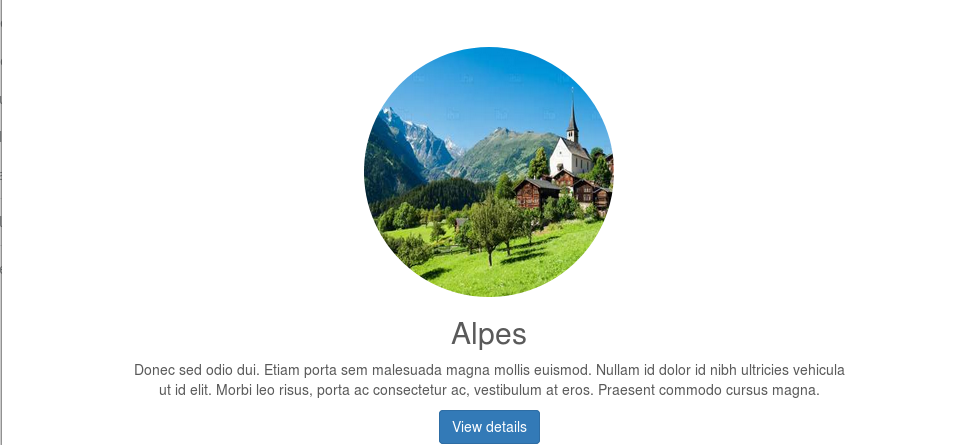 Alpes
Donec sed odio dui. Etiam porta sem malesuada magna mollis euismod. Nullam id dolor id nibh ultricies vehicula
ut id elit. Morbi leo risus, porta ac consectetur ac, vestibulum at eros. Praesent commodo cursus magna.
View details